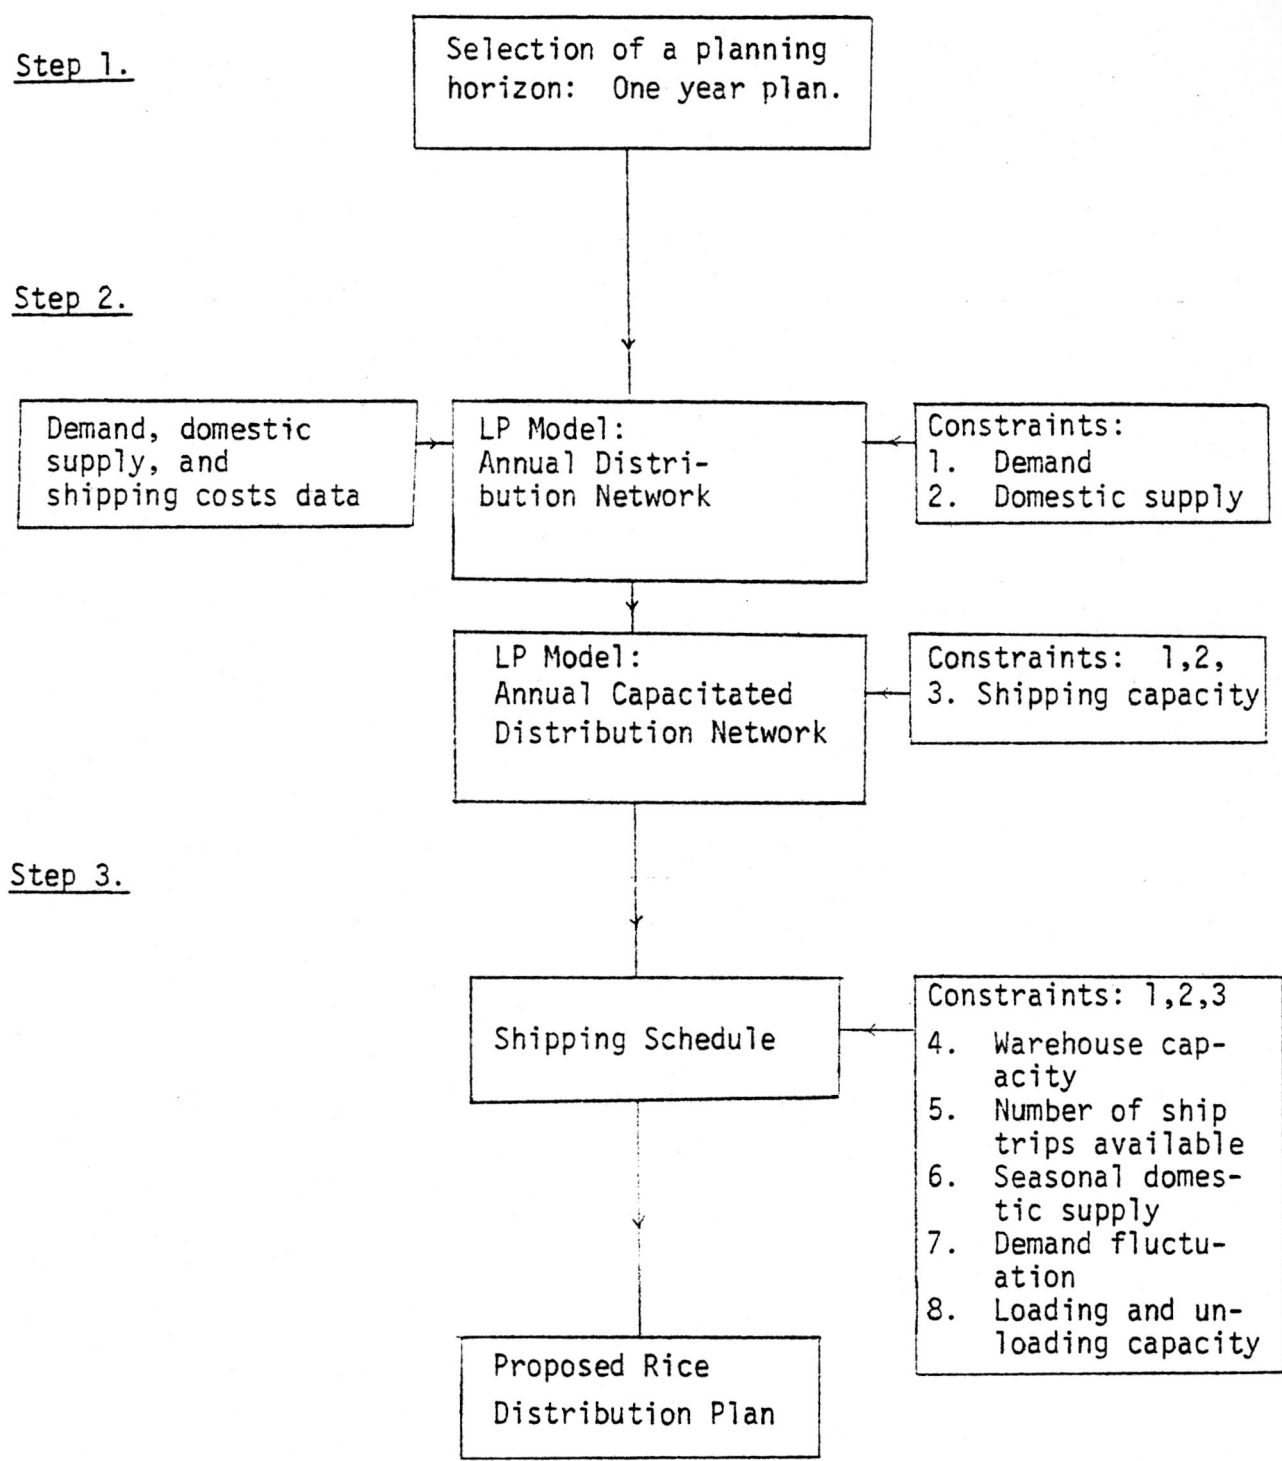 Step 1.
Selection of a planning
horizon: One year plan.
Step 2.
Demand, domestic
supply, and
shipping costs data
LP Model:
Annual Distri-
bution Network
Constraints:
1. Demand
2. Domestic supply
LP Model:
Annual Capacitated
Distribution Network
Constraints: 1,2,
3. Shipping capacity
Step 3.
Shipping Schedule
Constraints: 1,2,3
4. Warehouse cap-
acity
5. Number of ship
trips available
6. Seasonal domes-
tic supply
7. Demand fluctu-
ation
8. Loading and un-
loading capacity
Proposed Rice
Distribution Plan